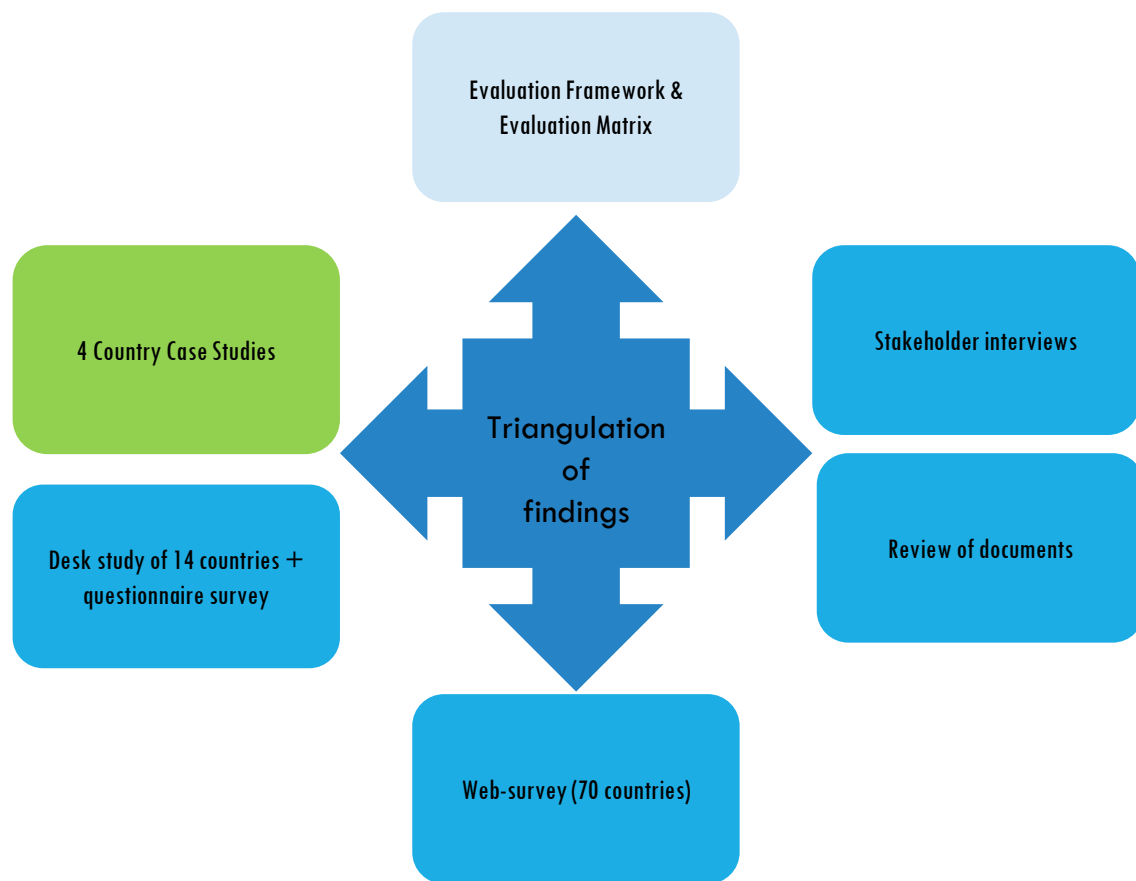 Evaluation Framework &
Evaluation Matrix
4 Country Case Studies
Stakeholder interviews
Triangulation
of
findings
Desk study of 14 countries +
questionnaire survey
Review of documents
Web-survey (70 countries)